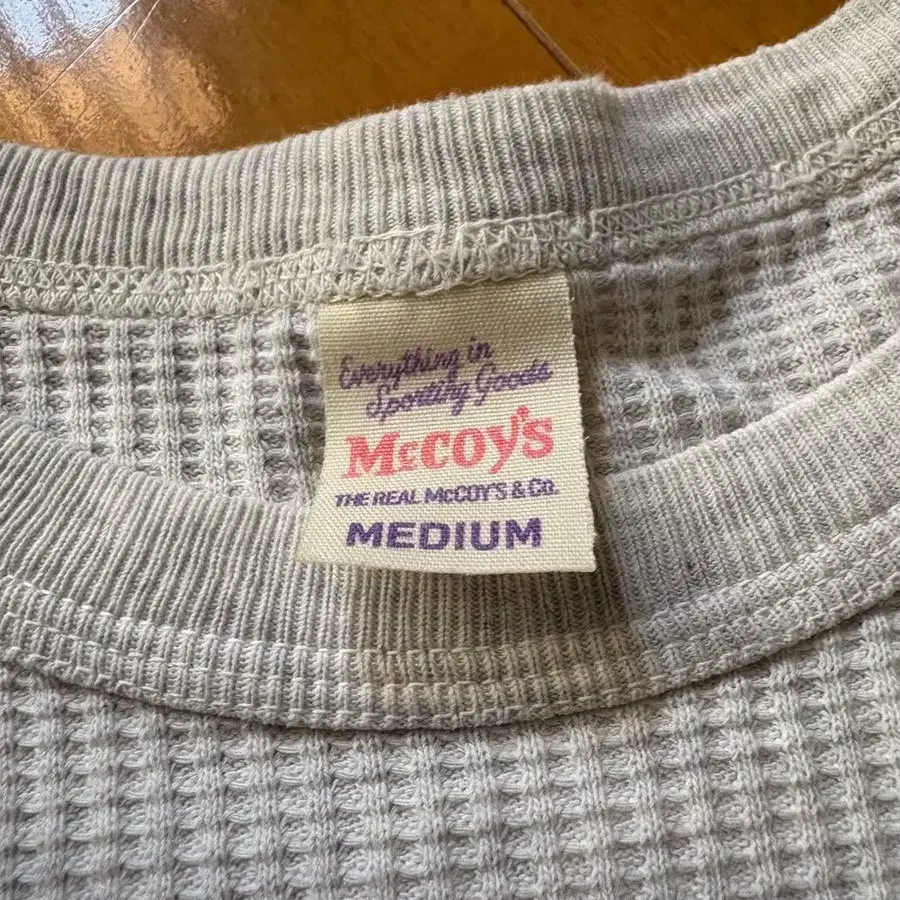 Everything in
Sporting Goods
McCOY'S
THE REAL McCOY'S & Co.
MEDIUM